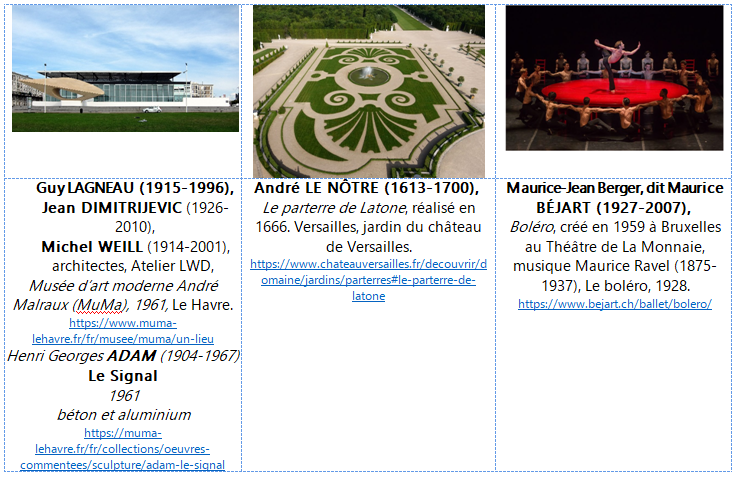 Guy LAGNEAU (1915-1996),
Jean DIMITRIJEVIC (1926-
2010),
Michel WEILL (1914-2001),
architectes, Atelier LWD,
Musée d'art moderne André
Malraux (MuMa), 1961, Le Havre.
https://www.muma-
lehavre.fr/fr/musee/muma/un-lieu
Henri Georges ADAM (1904-1967)
Le Signal
1961
béton et aluminium
https://muma-
lehavre.fr/fr/collections/oeuvres-
commentees/sculpture/adam-le-signal
André LE NÔTRE (1613-1700),
Le parterre de Latone, réalisé en
1666. Versailles, jardin du château
de Versailles.
https://www.chateauversailles.fr/decouvrir/d
omaine/jardins/parterres#le-parterre-de-
latone
Maurice-Jean Berger, dit Maurice
BÉJART (1927-2007),
Boléro, créé en 1959 à Bruxelles
au Théâtre de La Monnaie,
musique Maurice Ravel (1875-
1937), Le boléro, 1928.
https://www.bejart.ch/ballet/bolero/